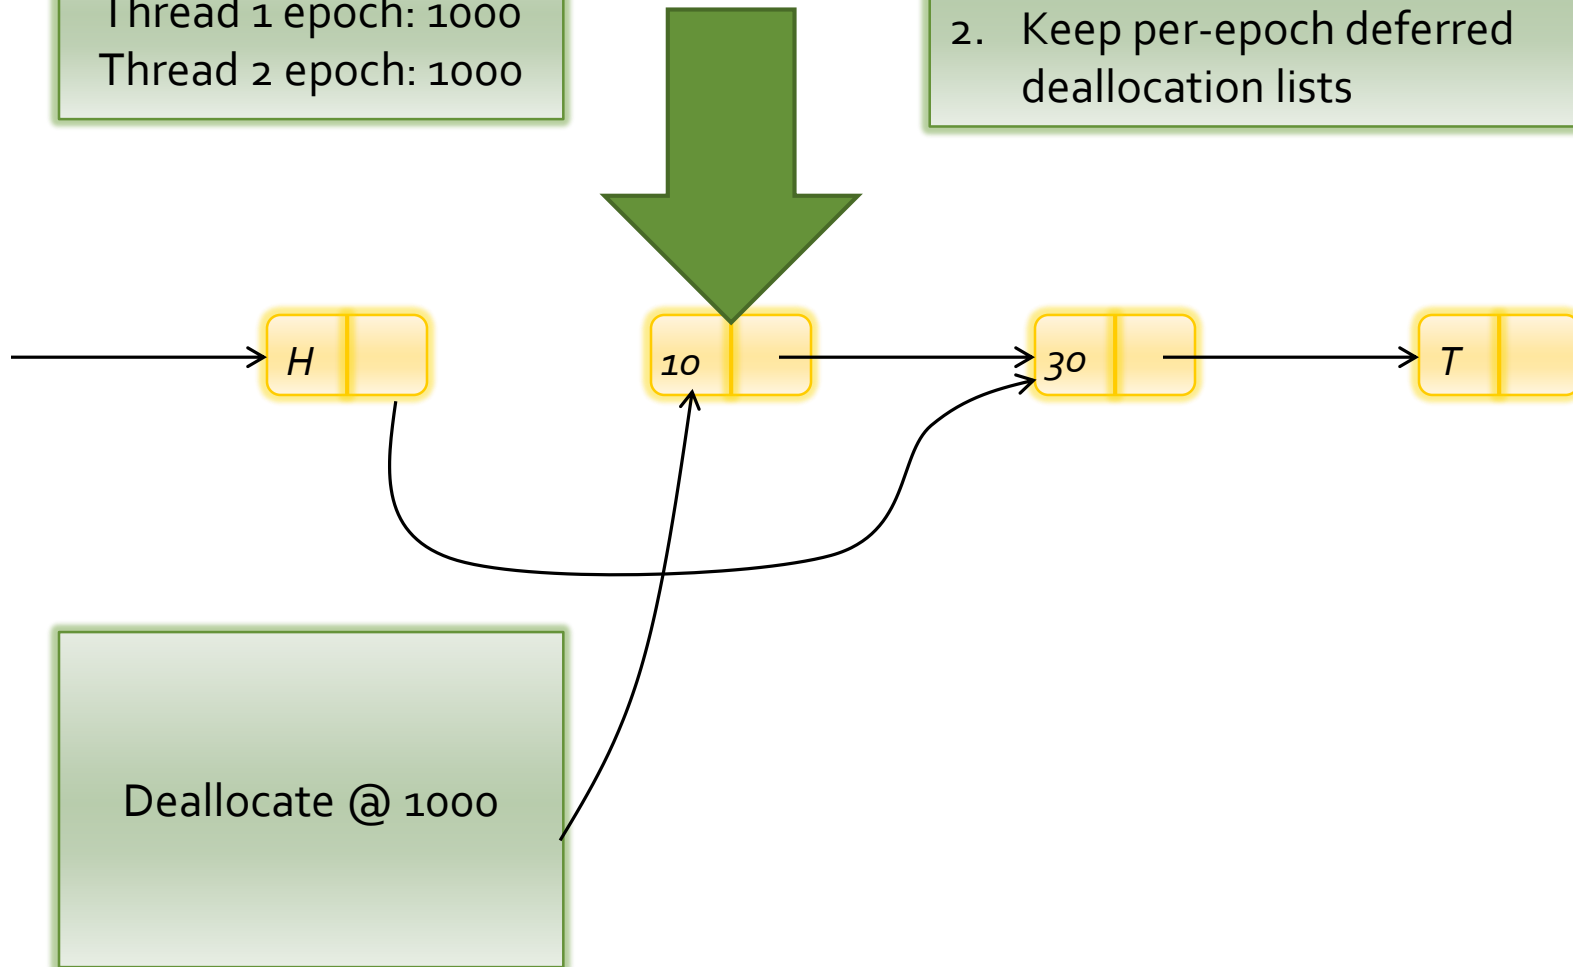 Thread 1 epoch: 1000
Thread 2 epoch: 1000
2. Keep per-epoch deferred
deallocation lists
H
10
30
T
Deallocate @ 1000